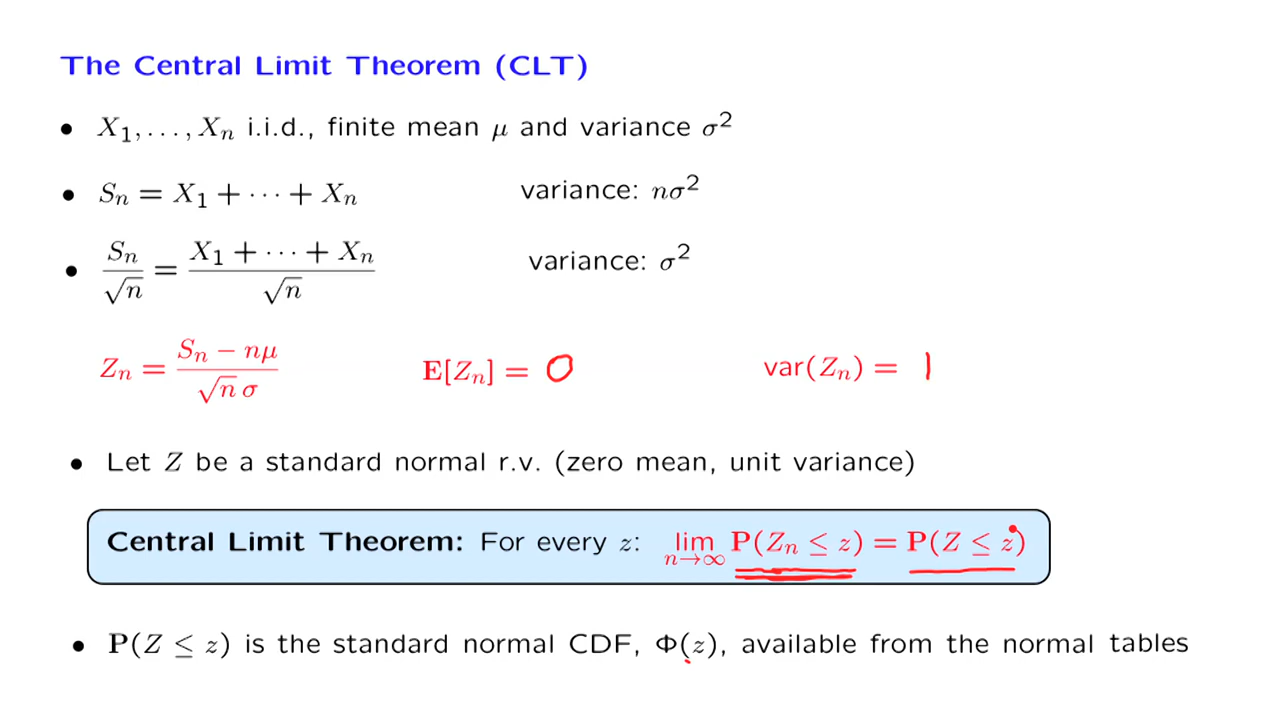 The Central Limit Theorem (CLT)
• X₁, . . . , Xₙ i.i.d., finite mean μ and variance σ²
• Sₙ = X₁ + · · · + Xₙ variance: nσ²
• Sₙ/√n = (X₁ + · · · + Xₙ)/√n variance: σ²
Zₙ = (Sₙ − nμ)/(√n σ) E[Zₙ] = 0 var(Zₙ) = 1
• Let Z be a standard normal r.v. (zero mean, unit variance)
Central Limit Theorem: For every z: lim n→∞ P(Zₙ ≤ z) = P(Z ≤ z)
• P(Z ≤ z) is the standard normal CDF, Φ(z), available from the normal tables